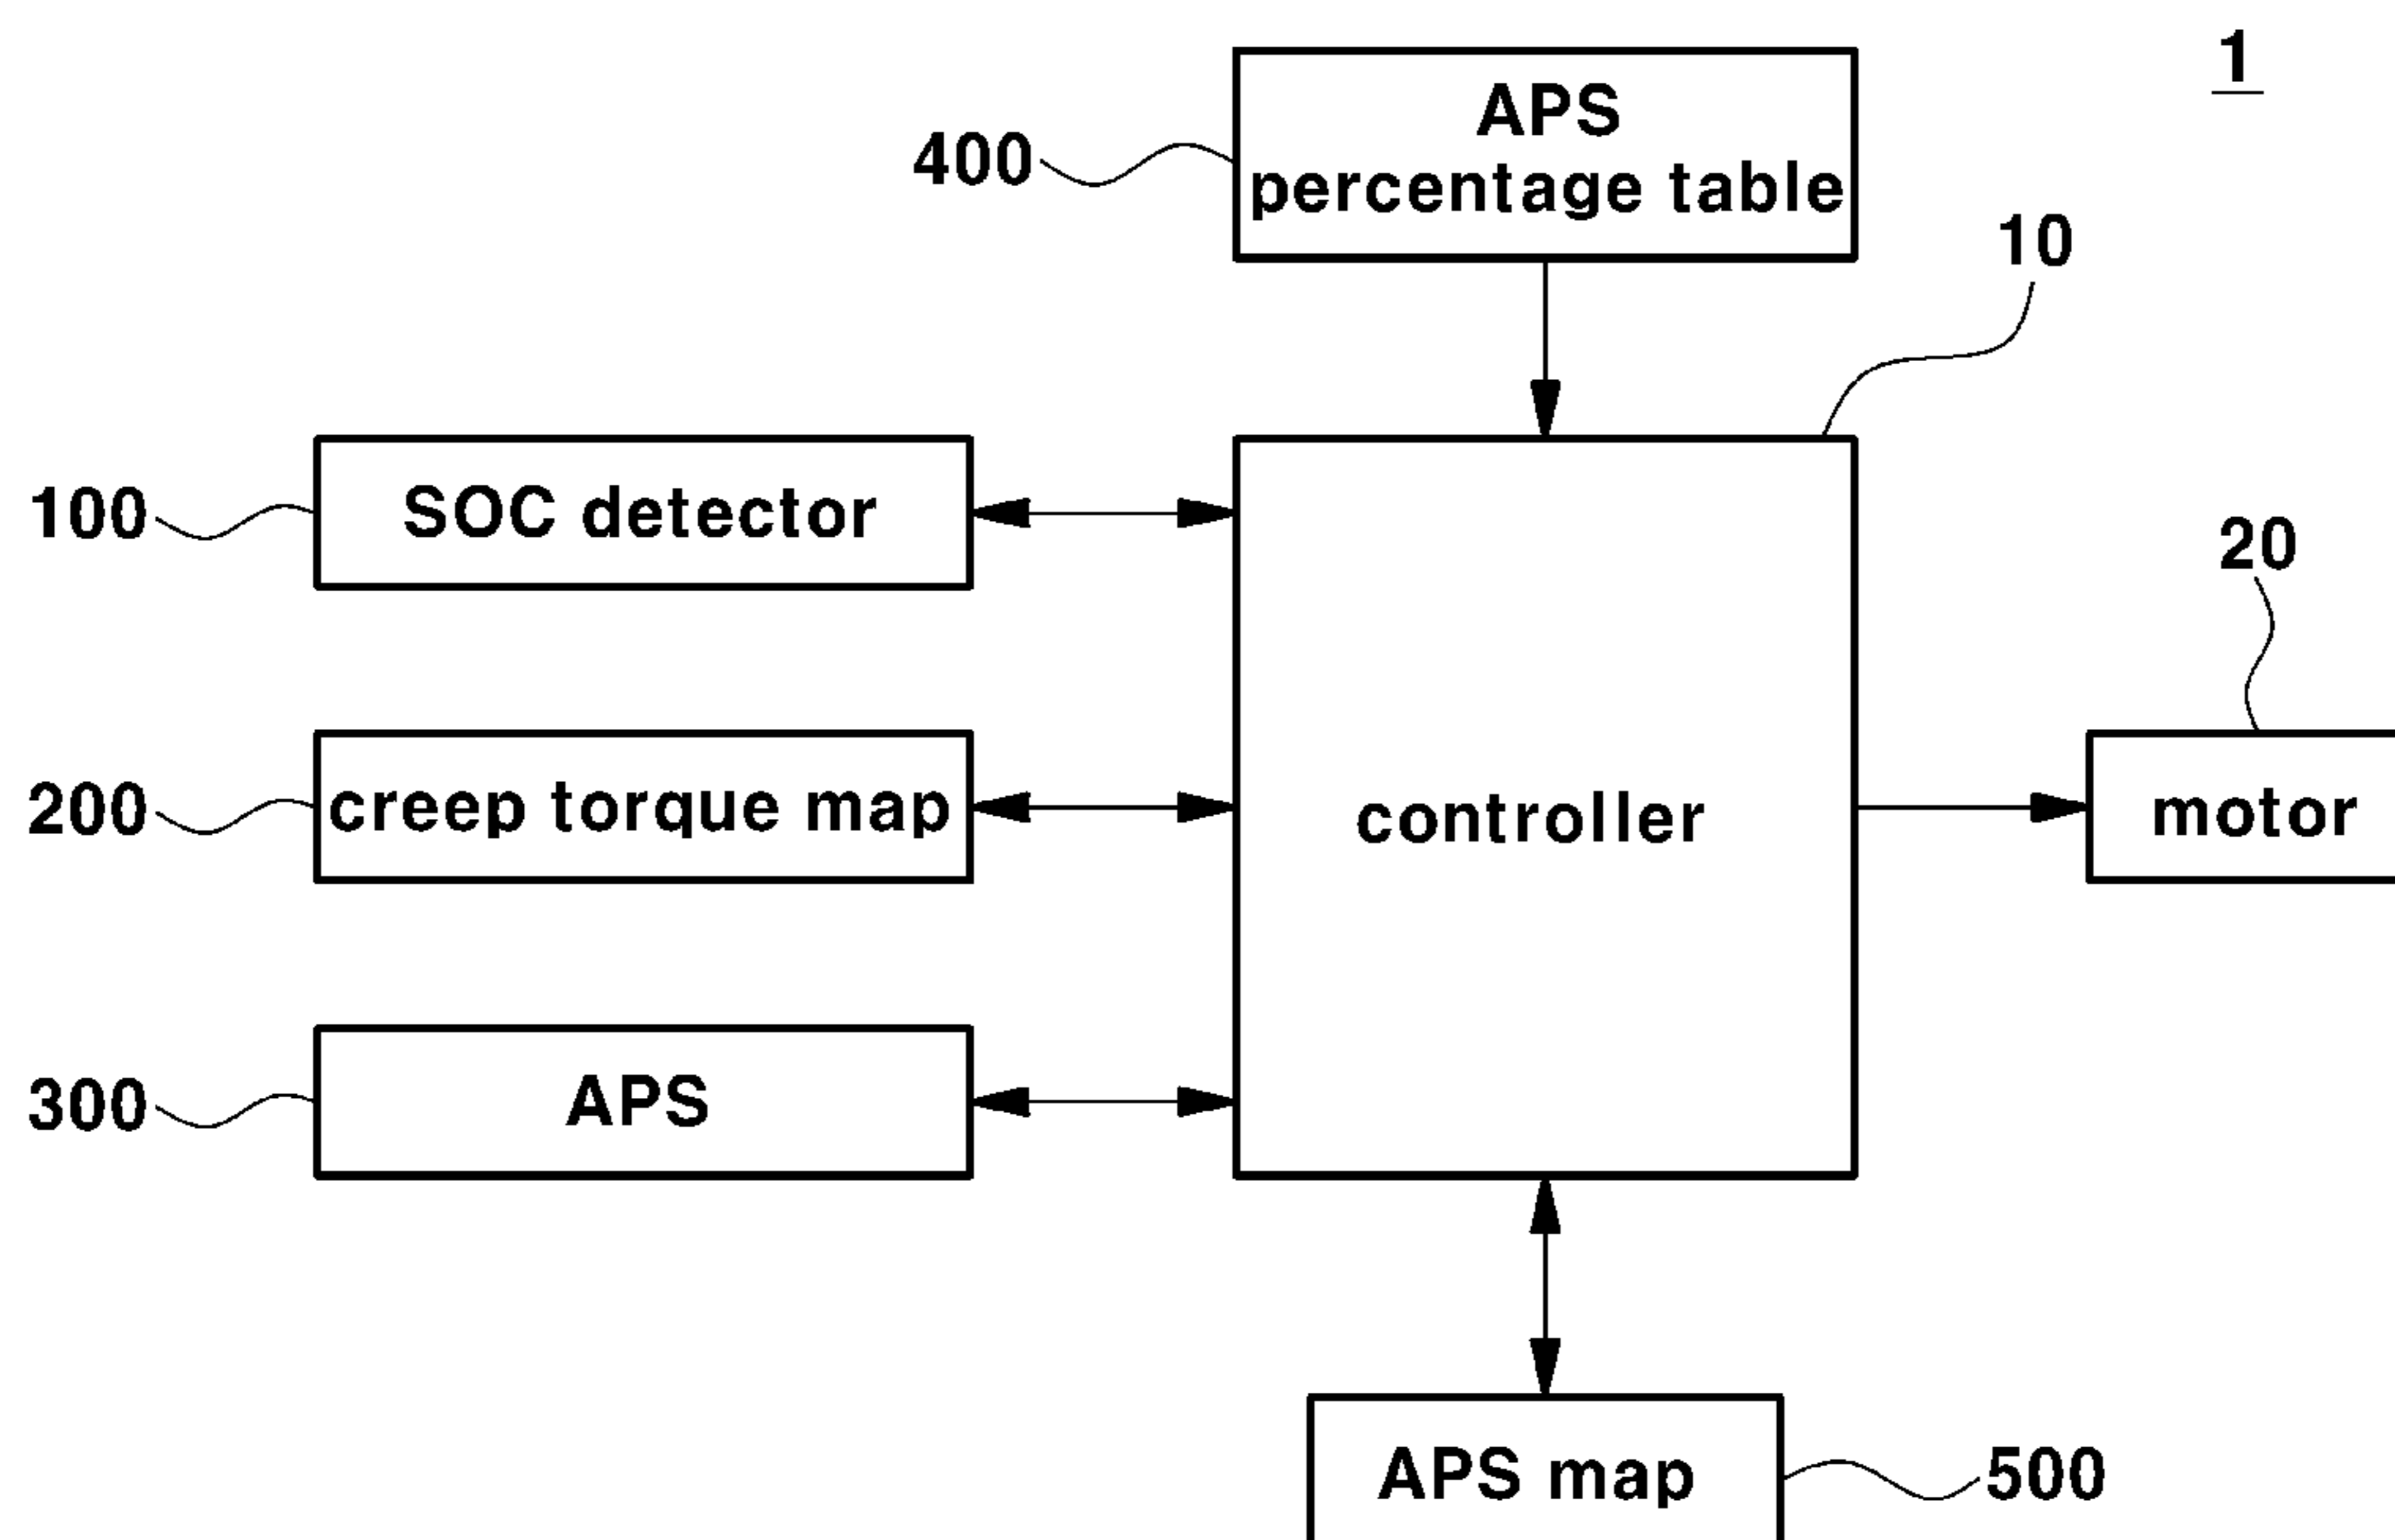 1
APS
400
percentage table
10
100
SOC detector
20
200
creep torque map
controller
motor
300
APS
APS map
500